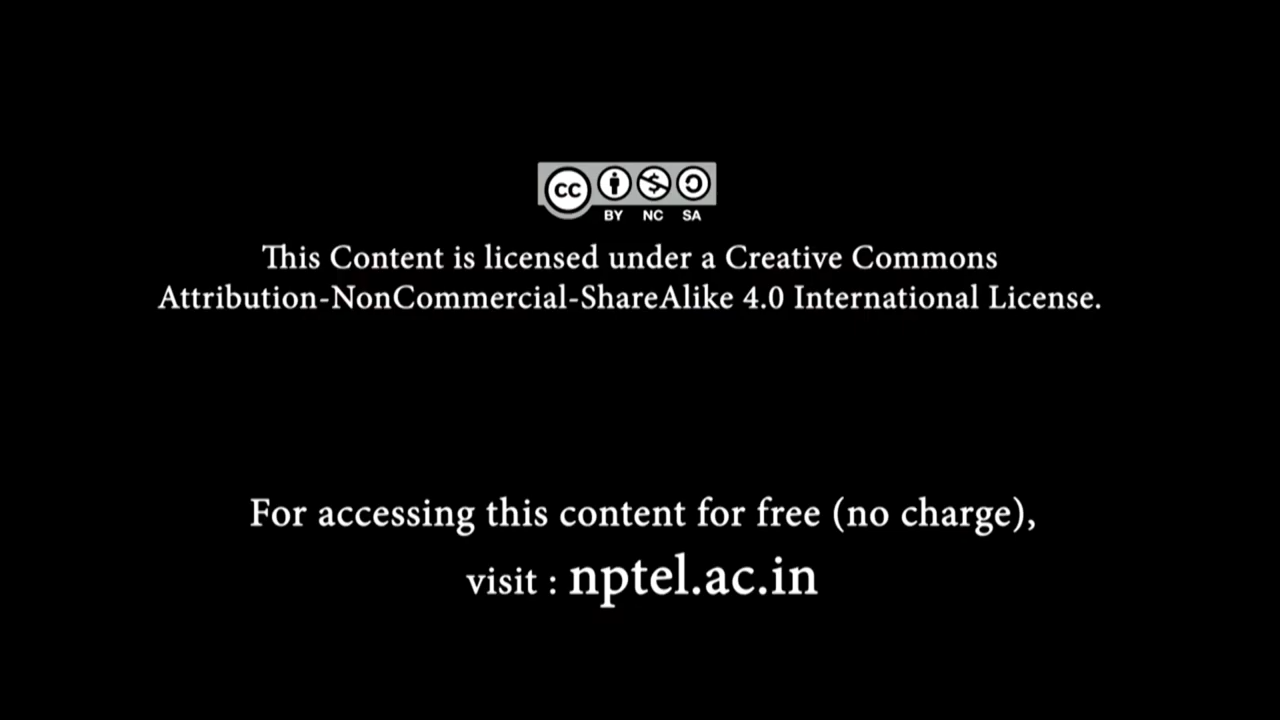 CC BY NC SA
This Content is licensed under a Creative Commons
Attribution-NonCommercial-ShareAlike 4.0 International License.
For accessing this content for free (no charge),
visit : nptel.ac.in